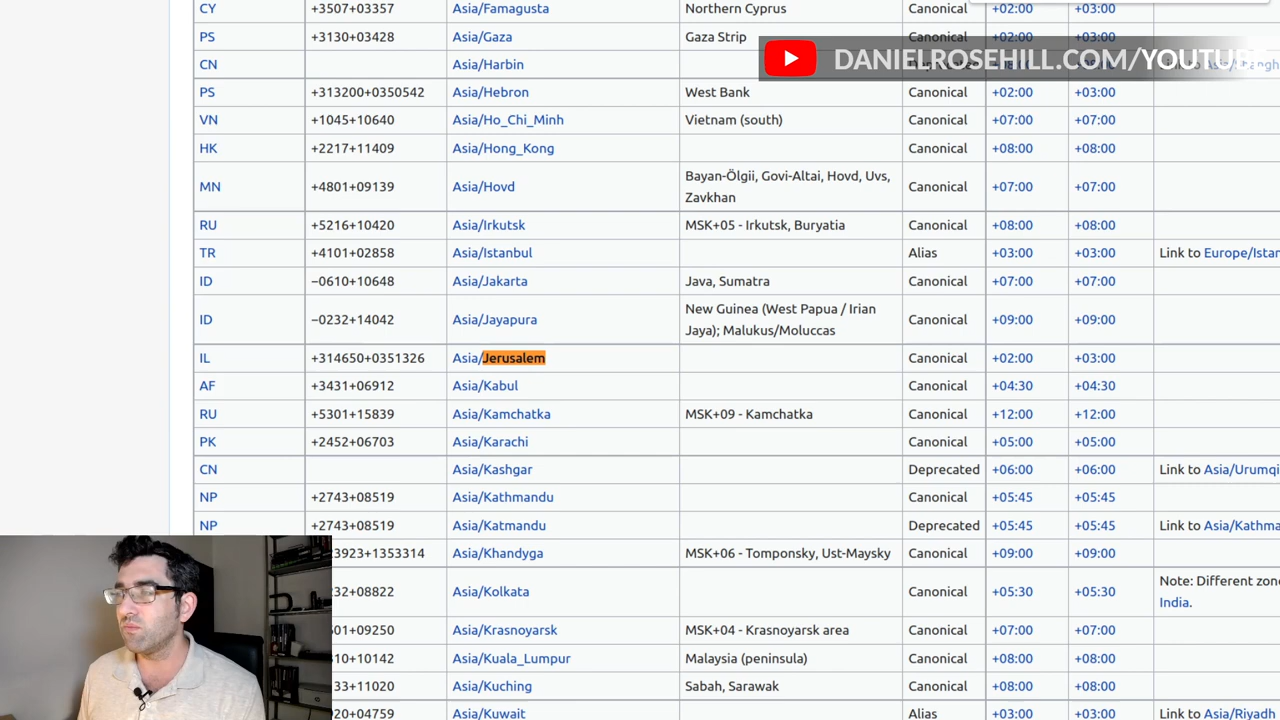 CY +3507+03357 Asia/Famagusta Northern Cyprus Canonical +02:00 +03:00
PS +3130+03428 Asia/Gaza Gaza Strip Canonical +02:00 +03:00
DANIELROSEHILL.COM/YOUTUBE
CN Asia/Harbin
PS +313200+0350542 Asia/Hebron West Bank Canonical +02:00 +03:00
VN +1045+10640 Asia/Ho_Chi_Minh Vietnam (south) Canonical +07:00 +07:00
HK +2217+11409 Asia/Hong_Kong Canonical +08:00 +08:00
MN +4801+09139 Asia/Hovd Bayan-Ölgii, Govi-Altai, Hovd, Uvs, Canonical +07:00 +07:00
Zavkhan
RU +5216+10420 Asia/Irkutsk MSK+05 - Irkutsk, Buryatia Canonical +08:00 +08:00
TR +4101+02858 Asia/Istanbul Alias +03:00 +03:00 Link to Europe/Istan
ID −0610+10648 Asia/Jakarta Java, Sumatra Canonical +07:00 +07:00
ID −0232+14042 Asia/Jayapura New Guinea (West Papua / Irian Canonical +09:00 +09:00
Jaya); Malukus/Moluccas
IL +314650+0351326 Asia/Jerusalem Canonical +02:00 +03:00
AF +3431+06912 Asia/Kabul Canonical +04:30 +04:30
RU +5301+15839 Asia/Kamchatka MSK+09 - Kamchatka Canonical +12:00 +12:00
PK +2452+06703 Asia/Karachi Canonical +05:00 +05:00
CN Asia/Kashgar Deprecated +06:00 +06:00 Link to Asia/Urumqi
NP +2743+08519 Asia/Kathmandu Canonical +05:45 +05:45
NP +2743+08519 Asia/Katmandu Deprecated +05:45 +05:45 Link to Asia/Kathma
3923+1353314 Asia/Khandyga MSK+06 - Tomponsky, Ust-Maysky Canonical +09:00 +09:00
32+08822 Asia/Kolkata Canonical +05:30 +05:30 Note: Different zon
India.
01+09250 Asia/Krasnoyarsk MSK+04 - Krasnoyarsk area Canonical +07:00 +07:00
10+10142 Asia/Kuala_Lumpur Malaysia (peninsula) Canonical +08:00 +08:00
33+11020 Asia/Kuching Sabah, Sarawak Canonical +08:00 +08:00
20+04759 Asia/Kuwait Alias +03:00 +03:00 Link to Asia/Riyadh